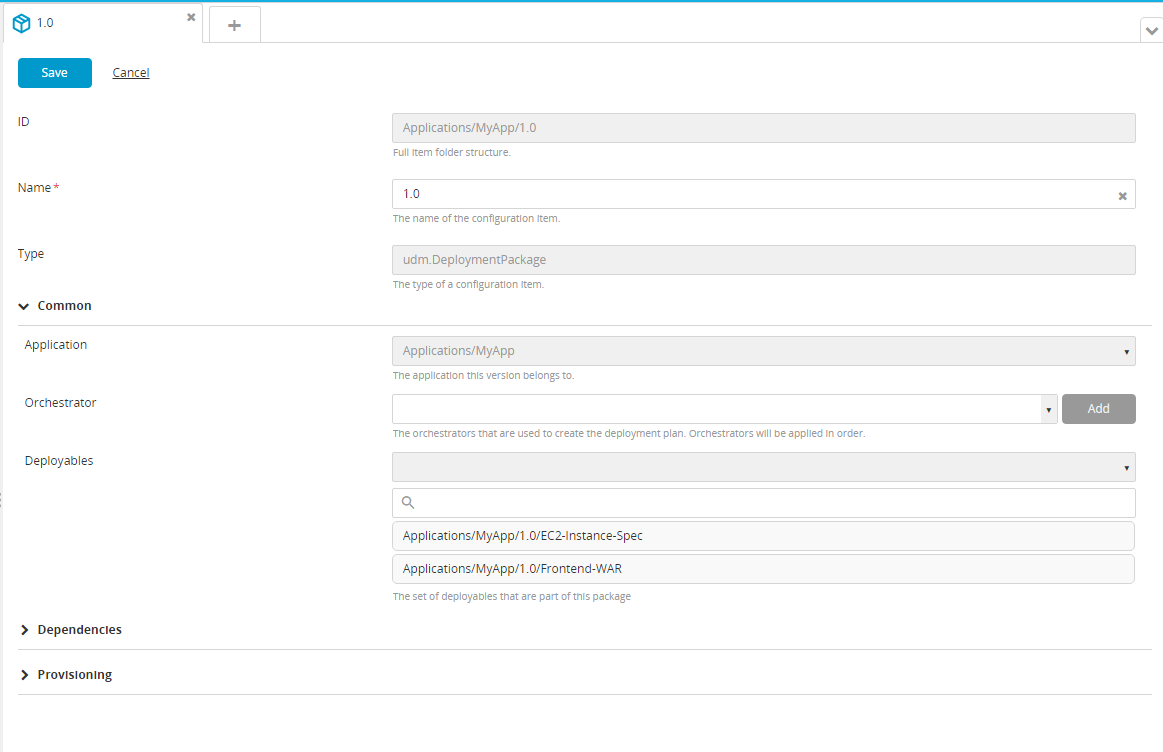 1.0
Save
Cancel
ID
Applications/MyApp/1.0
Full item folder structure.
Name*
1.0
The name of the configuration item.
Type
udm.DeploymentPackage
The type of a configuration item.
Common
Application
Applications/MyApp
The application this version belongs to.
Orchestrator
Add
The orchestrators that are used to create the deployment plan. Orchestrators will be applied in order.
Deployables
Applications/MyApp/1.0/EC2-Instance-Spec
Applications/MyApp/1.0/Frontend-WAR
The set of deployables that are part of this package
Dependencies
Provisioning